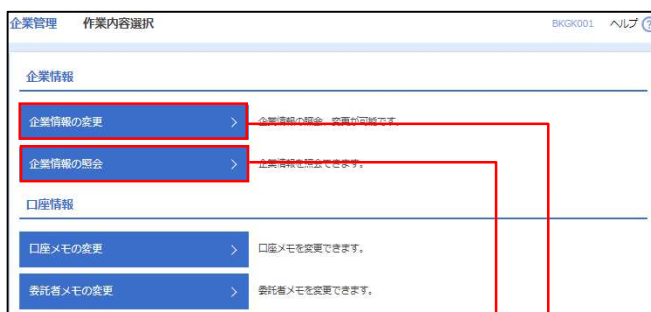 企業管理 作業内容選択 BKGK001 ヘルプ ?
企業情報
企業情報の変更 > 企業情報の照会、変更が可能です。
企業情報の照会 > 企業情報を照会できます。
口座情報
口座メモの変更 > 口座メモを変更できます。
委託者メモの変更 > 委託者メモを変更できます。